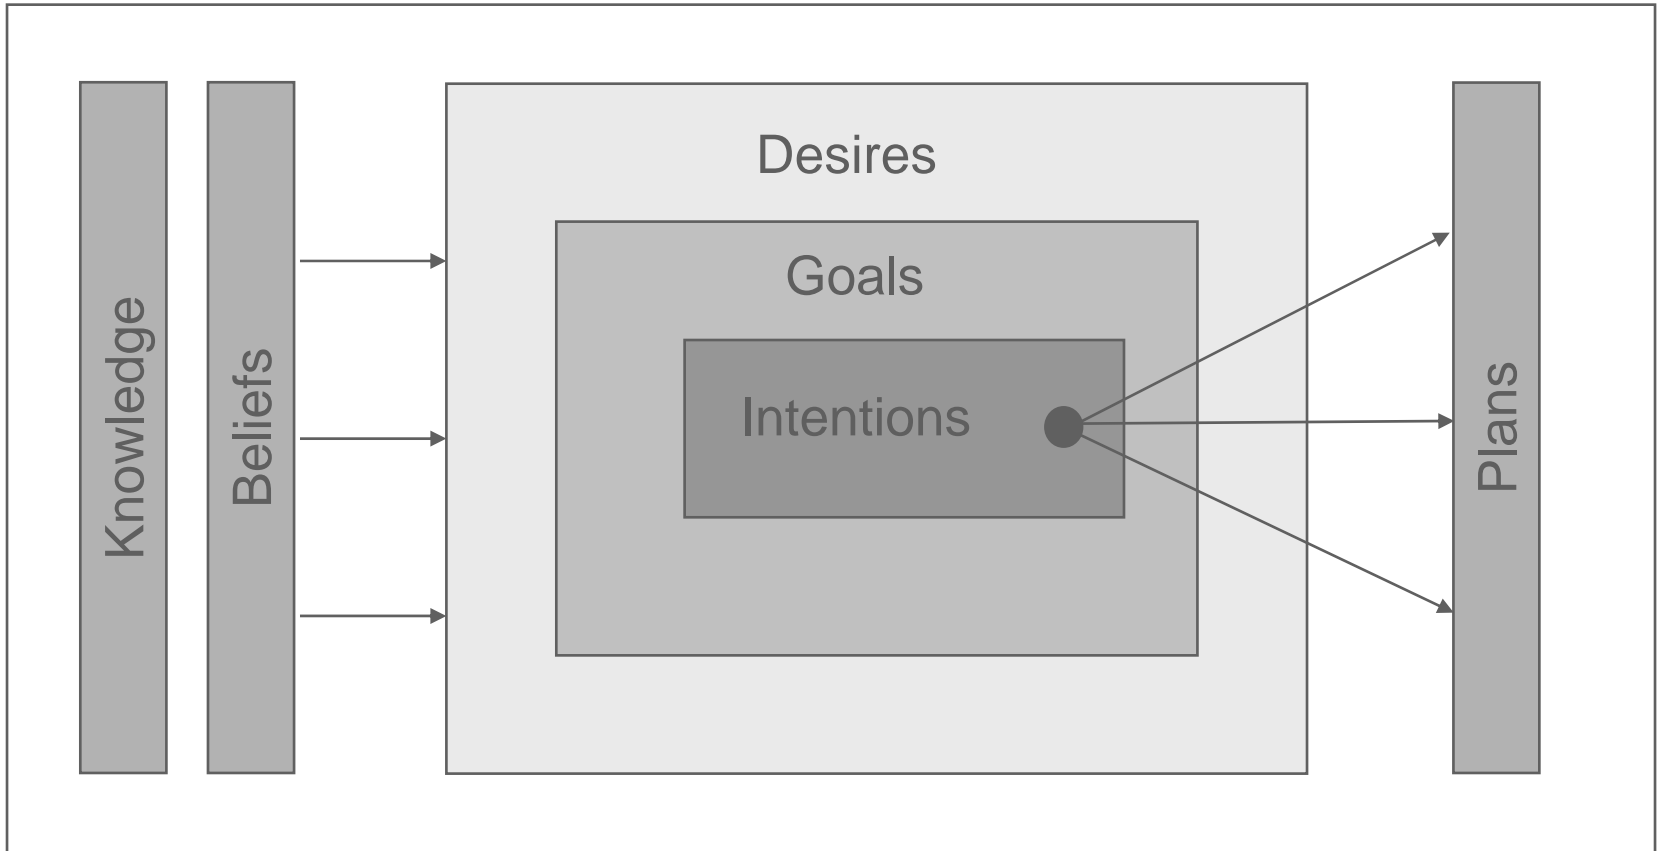 Knowledge
Beliefs
Desires
Goals
Intentions
Plans